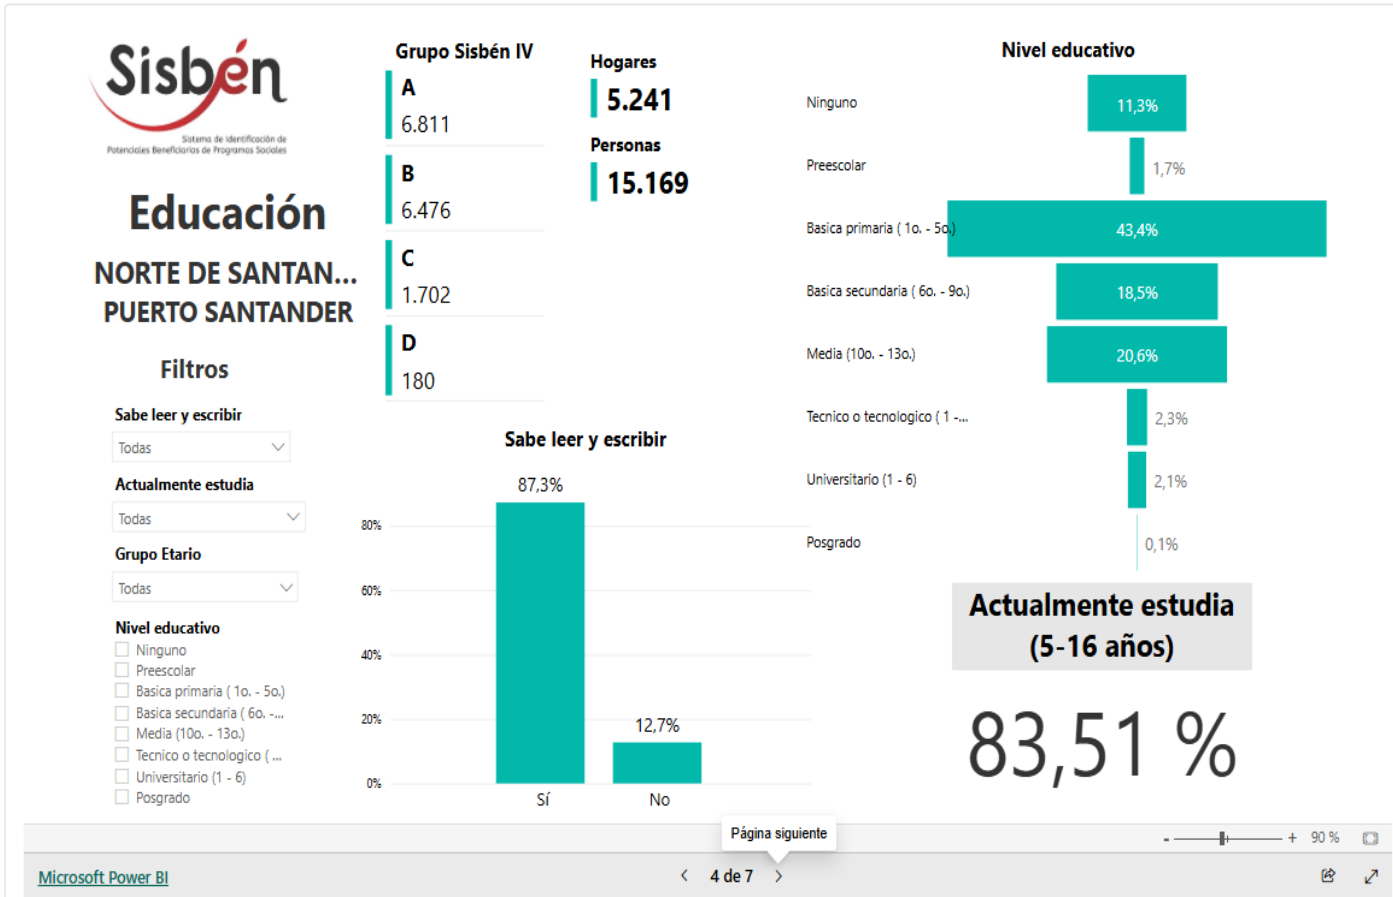 Sisbén
Sistema de Identificación de
Potenciales Beneficiarios de Programas Sociales
Educación
NORTE DE SANTAN...
PUERTO SANTANDER
Filtros
Sabe leer y escribir
Todas
Actualmente estudia
Todas
Grupo Etario
Todas
Nivel educativo
Ninguno
Preescolar
Basica primaria ( 1o. - 5o.)
Basica secundaria ( 6o. -...
Media (10o. - 13o.)
Tecnico o tecnologico ( ...
Universitario (1 - 6)
Posgrado
Grupo Sisbén IV
A
6.811
B
6.476
C
1.702
D
180
Hogares
5.241
Personas
15.169
Sabe leer y escribir
87,3%
12,7%
80%
60%
40%
20%
0%
Sí No
Nivel educativo
Ninguno 11,3%
Preescolar 1,7%
Basica primaria ( 1o. - 5o.) 43,4%
Basica secundaria ( 6o. - 9o.) 18,5%
Media (10o. - 13o.) 20,6%
Tecnico o tecnologico ( 1 -... 2,3%
Universitario (1 - 6) 2,1%
Posgrado 0,1%
Actualmente estudia
(5-16 años)
83,51 %
Página siguiente
- + 90 %
Microsoft Power BI
< 4 de 7 >